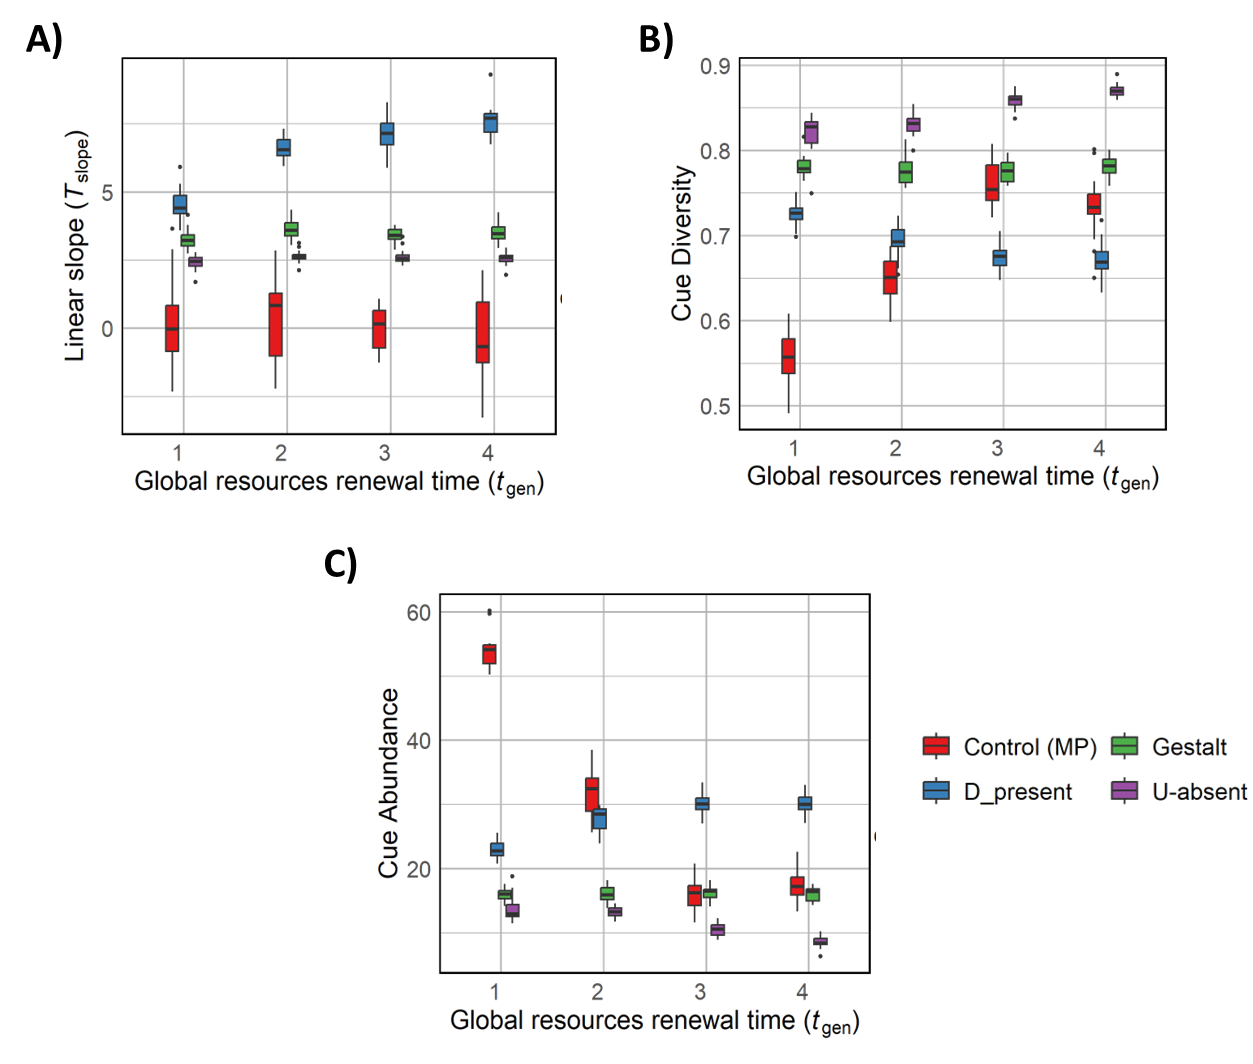 A)
Linear slope (Tslope)
5
0
1 2 3 4
Global resources renewal time (tgen)
B)
Cue Diversity
0.9
0.8
0.7
0.6
0.5
1 2 3 4
Global resources renewal time (tgen)
C)
Cue Abundance
60
40
20
1 2 3 4
Global resources renewal time (tgen)
Control (MP) Gestalt
D_present U-absent